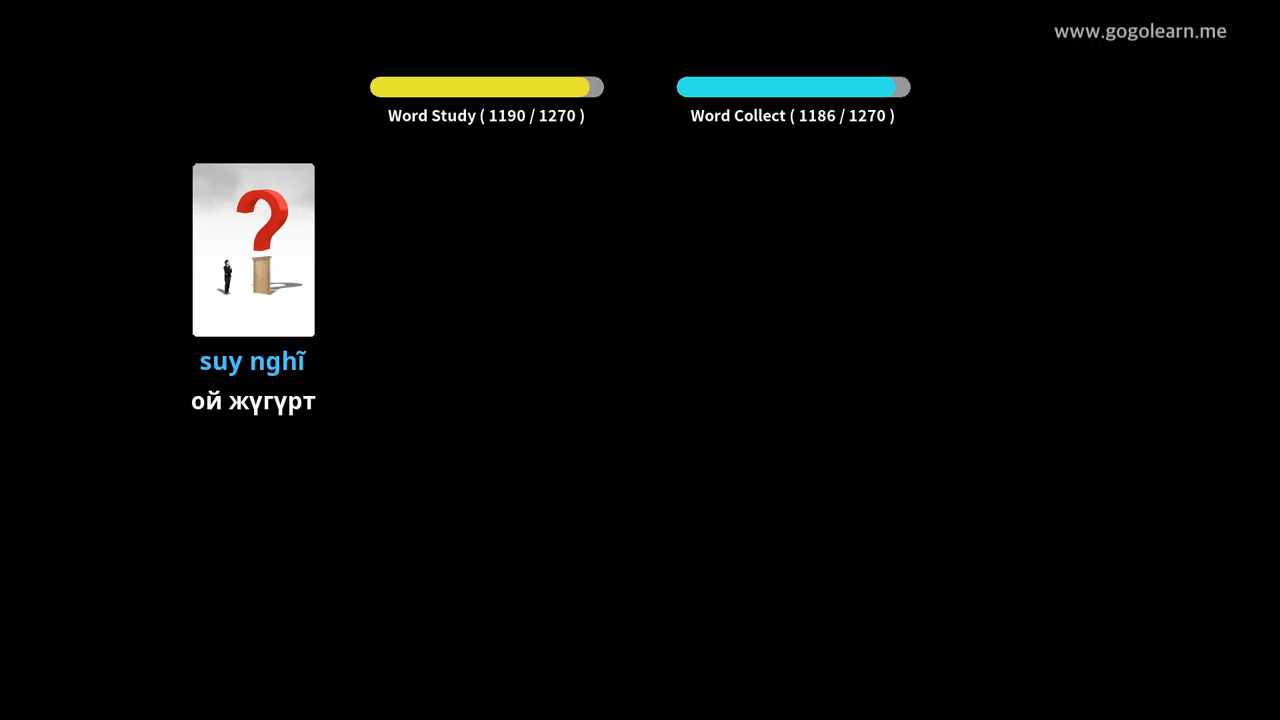 www.gogolearn.me
Word Study ( 1190 / 1270 )
Word Collect ( 1186 / 1270 )
suy nghĩ
ой жүгүрт